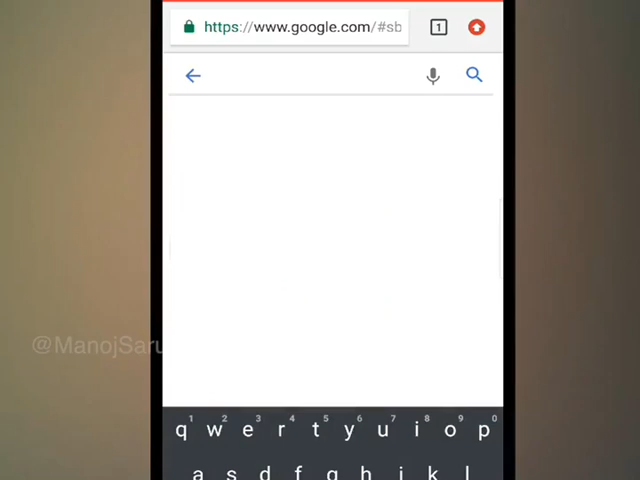 https://www.google.com/#sb
1
@ManojSaru
1 2 3 4 5 6 7 8 9 0
q w e r t y u i o p
a s d f g h j k l